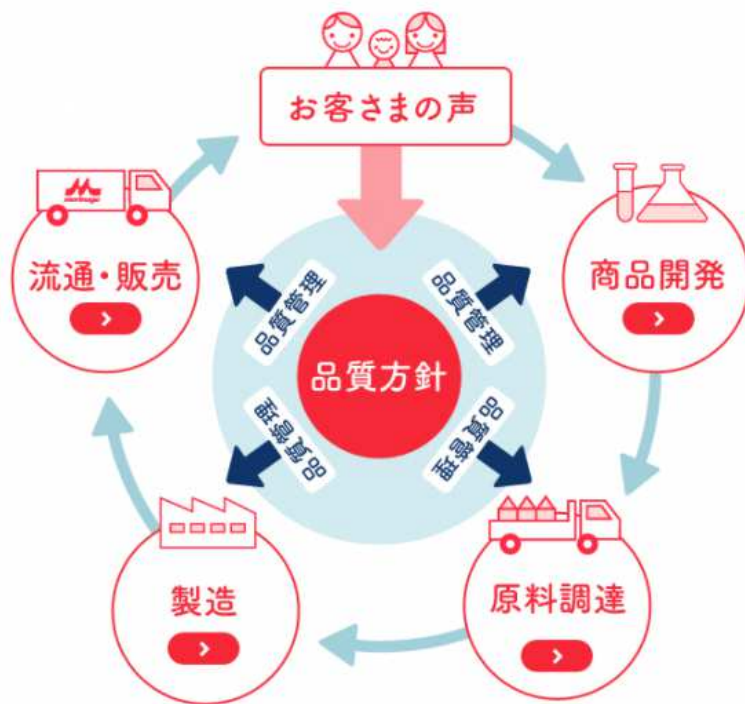 お客さまの声
morinaga
流通・販売
商品開発
品質管理
品質管理
品質方針
品質管理
品質管理
製造
原料調達